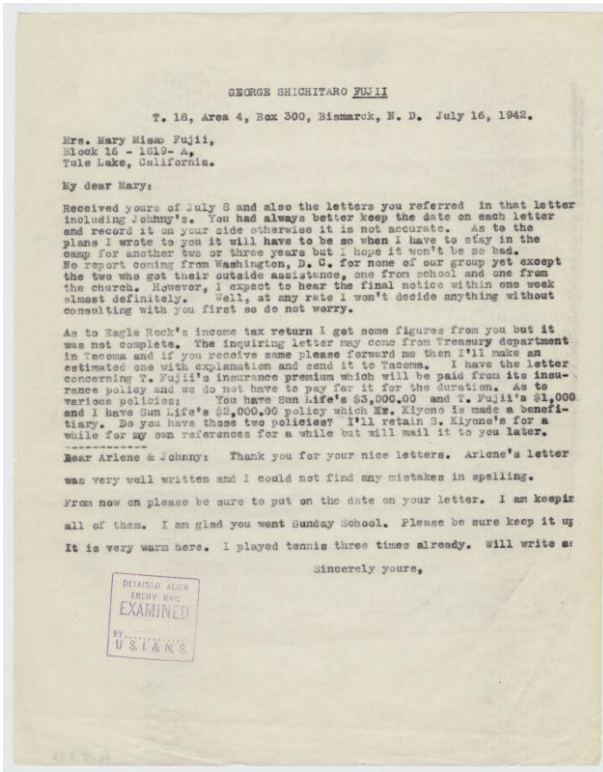 GEORGE SHICHITARO FUJII
T. 18, Area 4, Box 300, Bismarck, N. D. July 16, 1942.
Mrs. Mary Misao Fujii,
Block 16 - 1619- A,
Tule Lake, California.
My dear Mary:
Received yours of July 8 and also the letters you referred in that letter
including Johnny's. You had always better keep the date on each letter
and record it on your side otherwise it is not accurate. As to the
plans I wrote to you it will have to be so when I have to stay in the
camp for another two or three years but I hope it won't be so bad.
No report coming from Washington, D. C. for none of our group yet except
the two who got their outside assistance, one from school and one from
the church. However, I expect to hear the final notice within one week
almost definitely. Well, at any rate I won't decide anything without
consulting with you first so do not worry.
As to Eagle Rock's income tax return I got some figures from you but it
was not complete. The inquiring letter may come from Treasury department
in Tacoma and if you receive same please forward me then I'll make an
estimated one with explanation and send it to Tacoma. I have the letter
concerning T. Fujii's insurance premium which will be paid from its insu-
rance policy and we do not have to pay for it for the duration. As to
various policies: You have Sun Life's $3,000.00 and T. Fujii's $1,000
and I have Sum Life's $2,000.00 policy which Mr. Kiyono is made a benefi-
tiary. Do you have those two policies? I'll retain S. Kiyono's for a
while for my own references for a while but will mail it to you later.
----------
Dear Arlene & Johnny: Thank you for your nice letters. Arlene's letter
was very well written and I could not find any mistakes in spelling.
From now on please be sure to put on the date on your letter. I am keepin
all of them. I am glad you went Sunday School. Please be sure keep it up
It is very warm here. I played tennis three times already. Will write
Sincerely yours,
DETAINED ALIEN
ENEMY MAIL
EXAMINED
BY..............
U. S. I. & N. S.